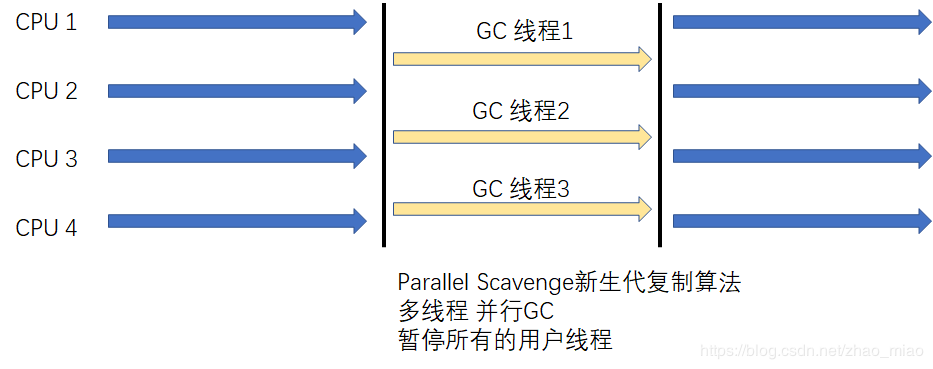 CPU 1
GC 线程1
CPU 2
GC 线程2
CPU 3
GC 线程3
CPU 4
Parallel Scavenge新生代复制算法
多线程 并行GC
暂停所有的用户线程
https://blog.csdn.net/zhao_miao